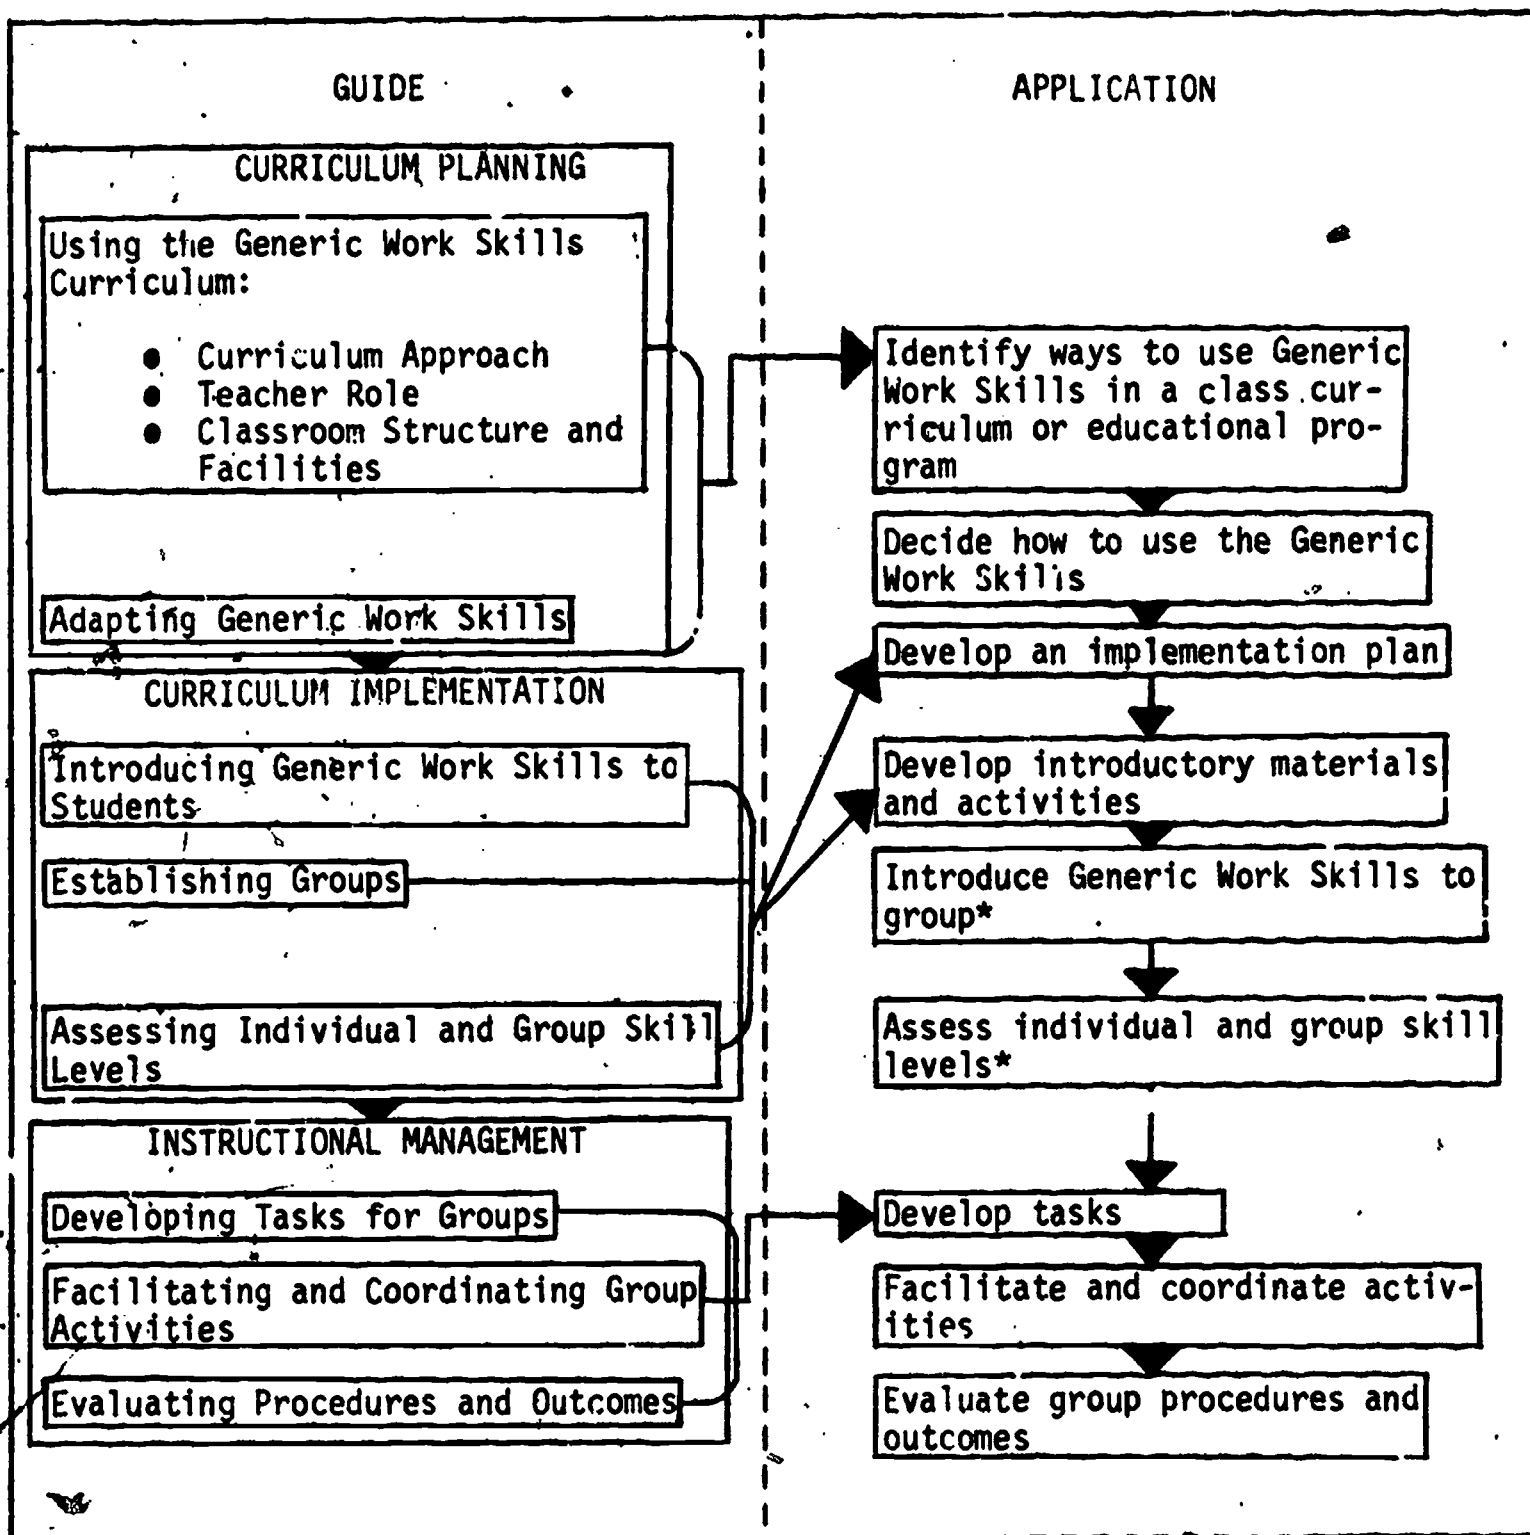 GUIDE
CURRICULUM PLANNING
Using the Generic Work Skills
Curriculum:
● Curriculum Approach
● Teacher Role
● Classroom Structure and
Facilities
Adapting Generic Work Skills
CURRICULUM IMPLEMENTATION
Introducing Generic Work Skills to
Students
Establishing Groups
Assessing Individual and Group Skill
Levels
INSTRUCTIONAL MANAGEMENT
Developing Tasks for Groups
Facilitating and Coordinating Group
Activities
Evaluating Procedures and Outcomes
APPLICATION
Identify ways to use Generic
Work Skills in a class cur-
riculum or educational pro-
gram
Decide how to use the Generic
Work Skills
Develop an implementation plan
Develop introductory materials
and activities
Introduce Generic Work Skills to
group*
Assess individual and group skill
levels*
Develop tasks
Facilitate and coordinate activ-
ities
Evaluate group procedures and
outcomes